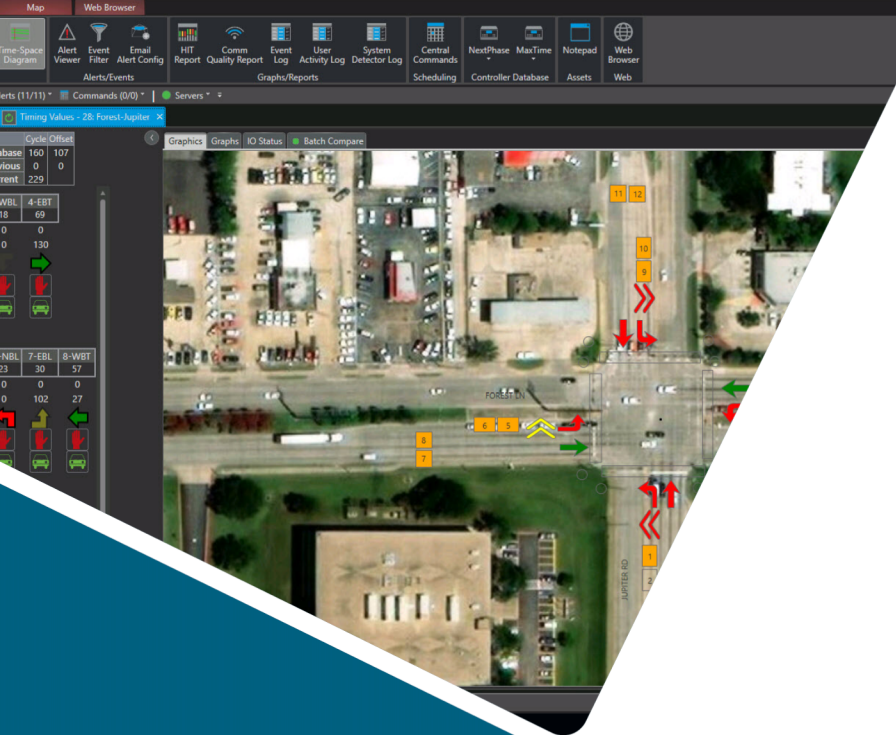 Map Web Browser
Time-Space Diagram
Alert Viewer
Event Filter
Email Alert Config
HIT Report
Comm Quality Report
Event Log
User Activity Log
System Detector Log
Central Commands
NextPhase
MaxTime
Notepad
Web Browser
Alerts/Events Graphs/Reports Scheduling Controller Database Assets Web
lerts (11/11) Commands (0/0) Servers
Timing Values - 28: Forest-Jupiter ×
Graphics Graphs IO Status Batch Compare
Cycle Offset
abase 160 107
vious 0 0
rrent 229
WBL 4-EBT
18 69
0 0
0 130
-NBL 7-EBL 8-WBT
23 30 57
0 0 0
0 102 27
11 12
10
9
FOREST LN
6 5
8
7
1
2
JUPITER RD